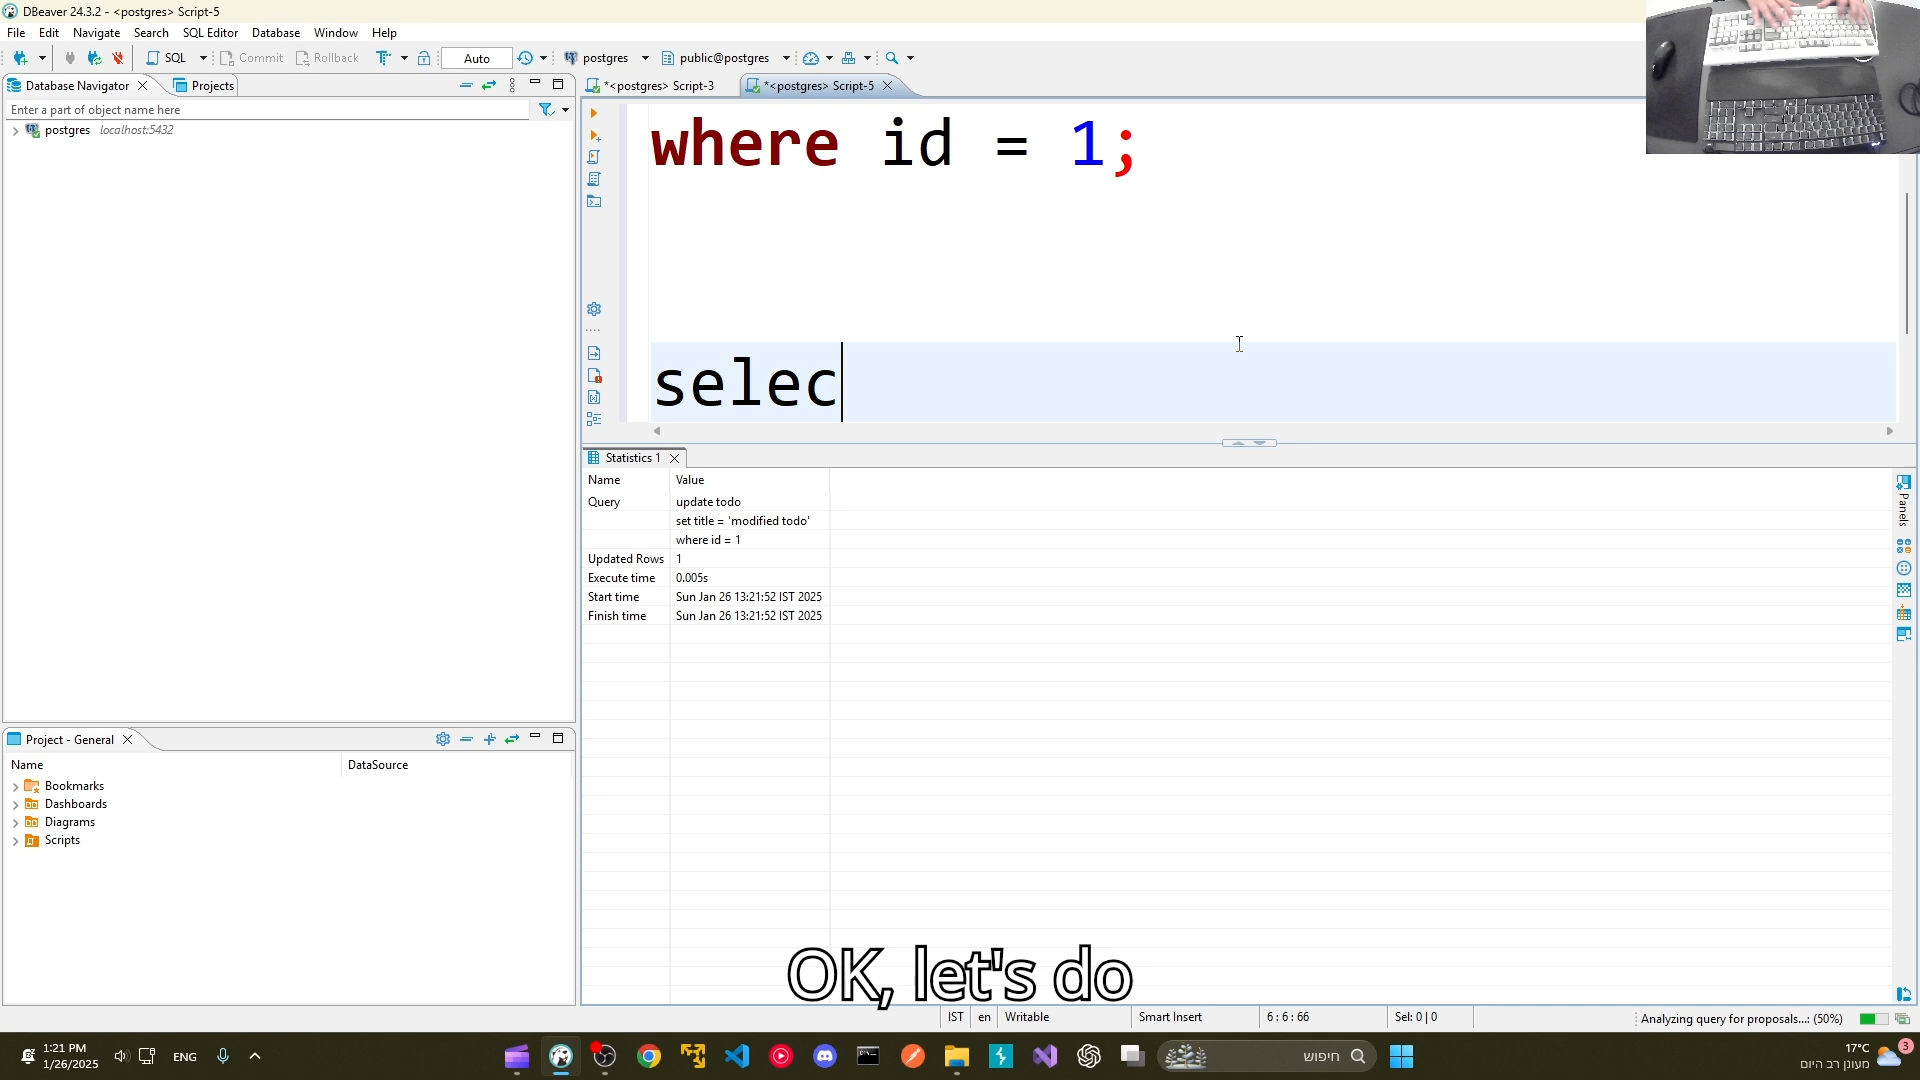 DBeaver 24.3.2 - <postgres> Script-5
File Edit Navigate Search SQL Editor Database Window Help
SQL Commit Rollback Auto postgres public@postgres
Database Navigator Projects
*<postgres> Script-3 *<postgres> Script-5
Enter a part of object name here
postgres localhost:5432
where id = 1;
selec
Statistics 1
Name Value
Query update todo
set title = 'modified todo'
where id = 1
Updated Rows 1
Execute time 0.005s
Start time Sun Jan 26 13:21:52 IST 2025
Finish time Sun Jan 26 13:21:52 IST 2025
Panels
Project - General
Name DataSource
Bookmarks
Dashboards
Diagrams
Scripts
OK, let's do
IST en Writable Smart Insert 6 : 6 : 66 Sel: 0 | 0 Analyzing query for proposals...: (50%)
1:21 PM
1/26/2025
ENG
חיפוש
17°C
מעונן רב היום
3